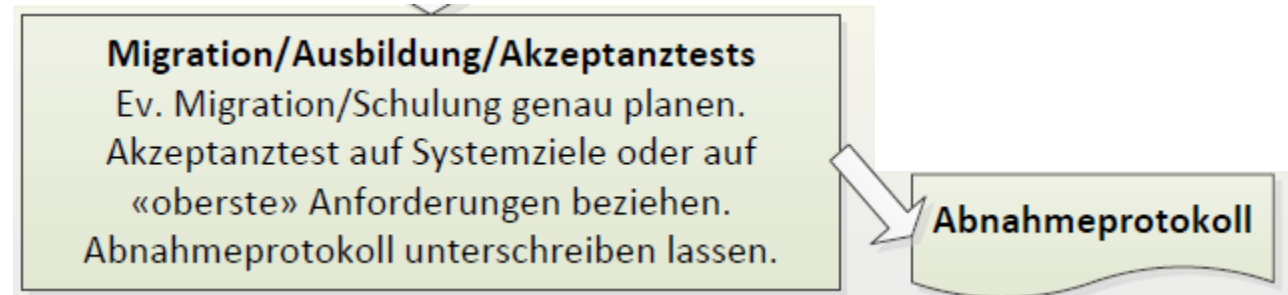 Migration/Ausbildung/Akzeptanztests
Ev. Migration/Schulung genau planen.
Akzeptanztest auf Systemziele oder auf
«oberste» Anforderungen beziehen.
Abnahmeprotokoll unterschreiben lassen.
Abnahmeprotokoll